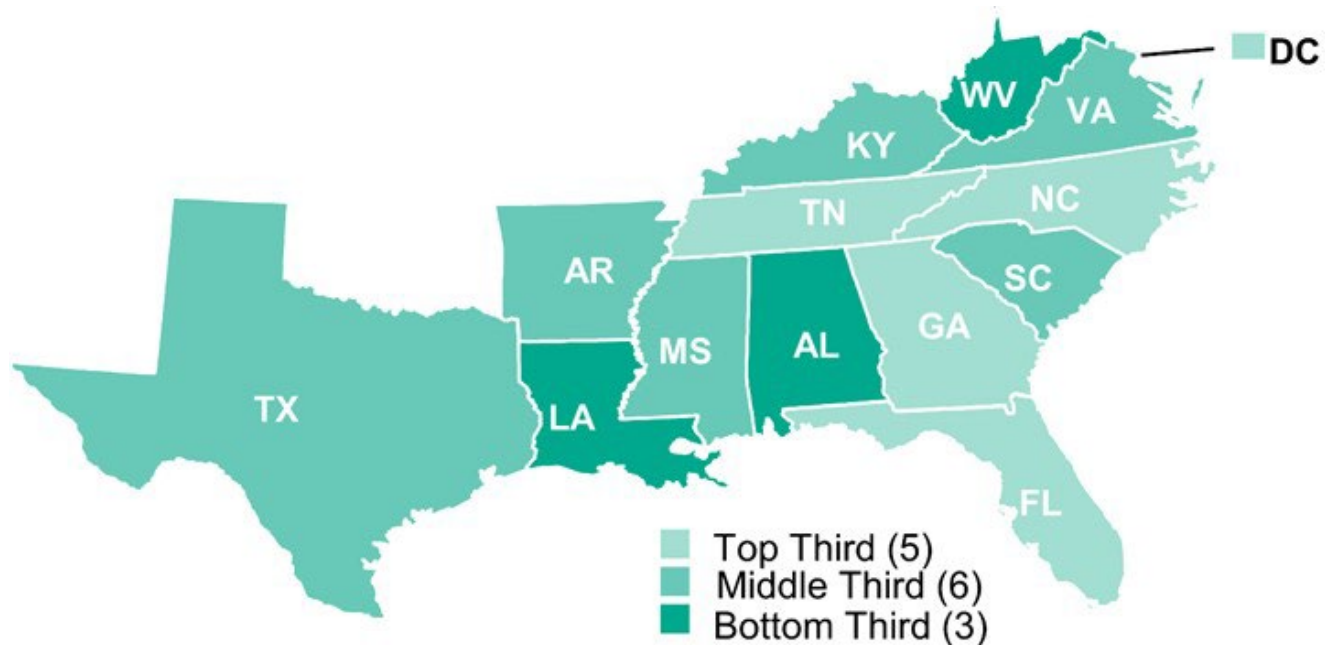 DC
WV
VA
KY
NC
TN
AR
SC
GA
MS
AL
TX
LA
FL
Top Third (5)
Middle Third (6)
Bottom Third (3)